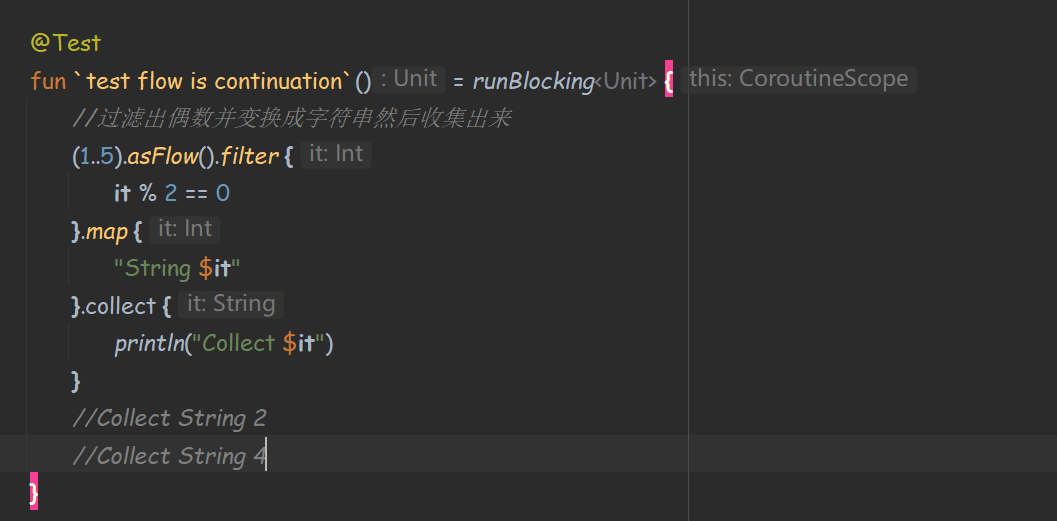 @Test
fun `test flow is continuation`() : Unit = runBlocking<Unit> { this: CoroutineScope
//过滤出偶数并变换成字符串然后收集出来
(1..5).asFlow().filter { it: Int
it % 2 == 0
}.map { it: Int
"String $it"
}.collect { it: String
println("Collect $it")
}
//Collect String 2
//Collect String 4
}